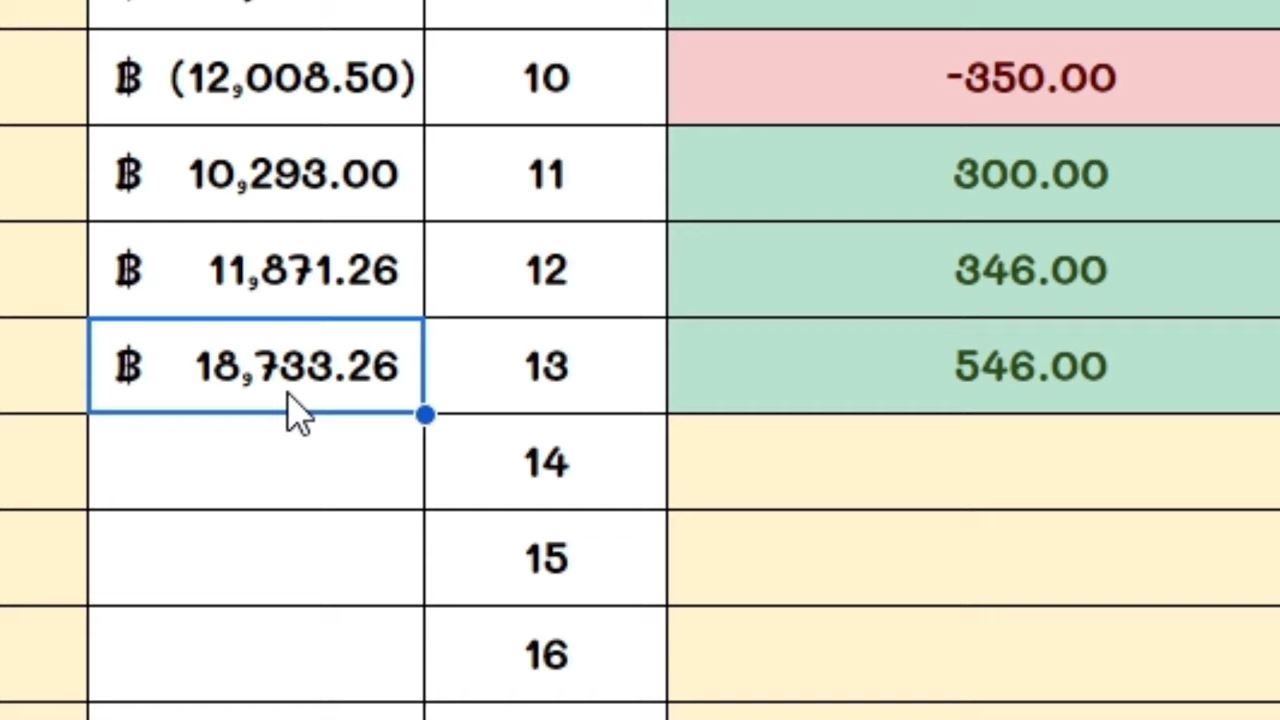 ฿ (12,008.50) 10 -350.00
฿ 10,293.00 11 300.00
฿ 11,871.26 12 346.00
฿ 18,733.26 13 546.00
14
15
16